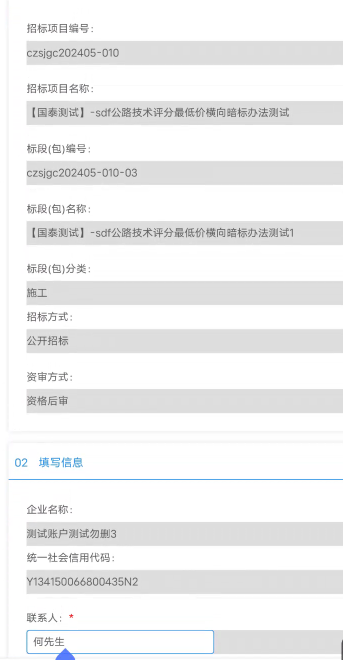 招标项目编号:
czsjgc202405-010
招标项目名称:
【国泰测试】-sdf公路技术评分最低价横向暗标办法测试
标段(包)编号:
czsjgc202405-010-03
标段(包)名称:
【国泰测试】-sdf公路技术评分最低价横向暗标办法测试1
标段(包)分类:
施工
招标方式:
公开招标
资审方式:
资格后审
02 填写信息
企业名称:
测试账户测试勿删3
统一社会信用代码:
Y134150066800435N2
联系人: *
何先生